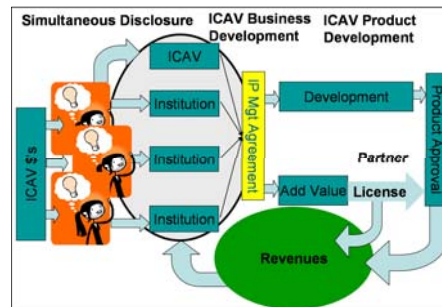 Simultaneous Disclosure
ICAV Business
Development
ICAV Product
Development
ICAV $'s
ICAV
Institution
Institution
Institution
IP Mgt Agreement
Development
Product Approval
Partner
Add Value
License
Revenues